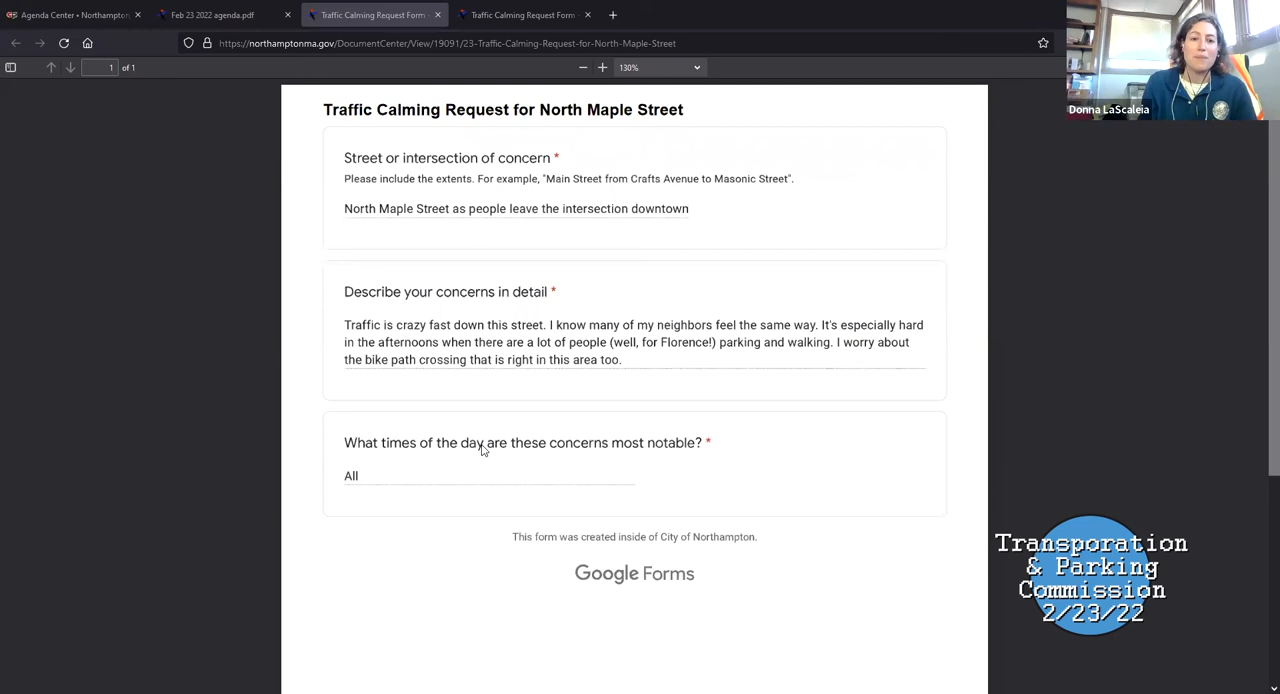 Agenda Center • Northampton,
Feb 23 2022 agenda.pdf
Traffic Calming Request Form -
Traffic Calming Request Form -
https://northamptonma.gov/DocumentCenter/View/19091/23-Traffic-Calming-Request-for-North-Maple-Street
1 of 1
130%
Donna LaScaleia
Traffic Calming Request for North Maple Street
Street or intersection of concern *
Please include the extents. For example, "Main Street from Crafts Avenue to Masonic Street".
North Maple Street as people leave the intersection downtown
Describe your concerns in detail *
Traffic is crazy fast down this street. I know many of my neighbors feel the same way. It's especially hard
in the afternoons when there are a lot of people (well, for Florence!) parking and walking. I worry about
the bike path crossing that is right in this area too.
What times of the day are these concerns most notable? *
All
This form was created inside of City of Northampton.
Google Forms
Transporation
& Parking
Commission
2/23/22